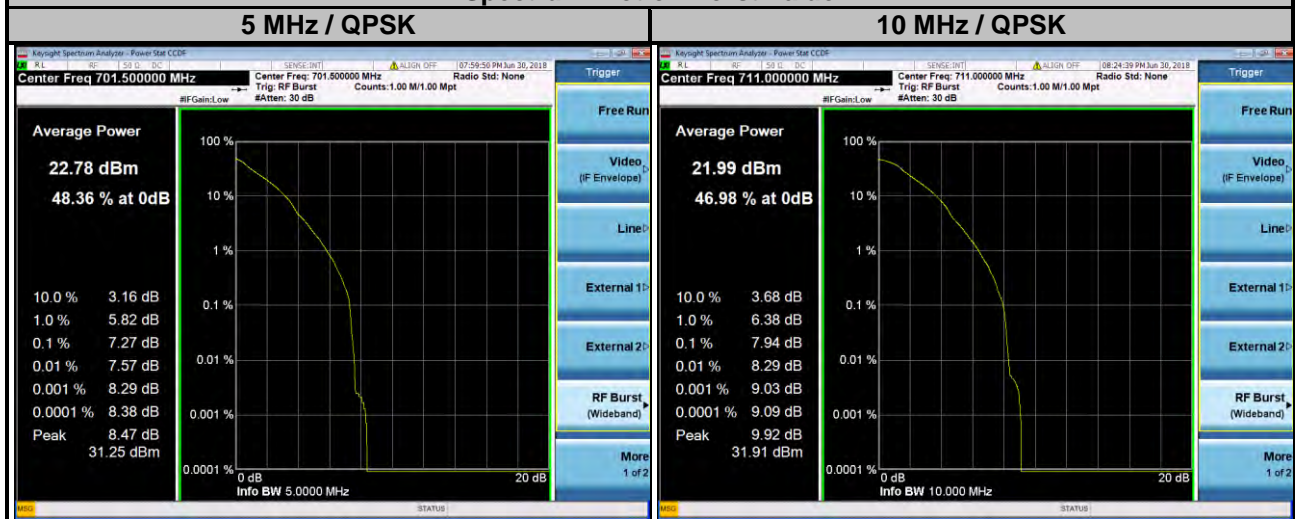 5 MHz / QPSK
10 MHz / QPSK
Keysight Spectrum Analyzer - Power Stat CCDF
RL RF 50 Ω DC SENSE:INT ALIGN OFF 07:59:50 PM Jun 30, 2018
Center Freq 701.500000 MHz
Center Freq: 701.500000 MHz Radio Std: None
Trig: RF Burst Counts:1.00 M/1.00 Mpt
#IFGain:Low #Atten: 30 dB
Average Power
22.78 dBm
48.36 % at 0dB
10.0 % 3.16 dB
1.0 % 5.82 dB
0.1 % 7.27 dB
0.01 % 7.57 dB
0.001 % 8.29 dB
0.0001 % 8.38 dB
Peak 8.47 dB
31.25 dBm
100 %
10 %
1 %
0.1 %
0.01 %
0.001 %
0.0001 %
0 dB 20 dB
Info BW 5.0000 MHz
Trigger
Free Run
Video
(IF Envelope)
Line
External 1
External 2
RF Burst
(Wideband)
More
1 of 2
MSG STATUS
Keysight Spectrum Analyzer - Power Stat CCDF
RL RF 50 Ω DC SENSE:INT ALIGN OFF 08:24:39 PM Jun 30, 2018
Center Freq 711.000000 MHz
Center Freq: 711.000000 MHz Radio Std: None
Trig: RF Burst Counts:1.00 M/1.00 Mpt
#IFGain:Low #Atten: 30 dB
Average Power
21.99 dBm
46.98 % at 0dB
10.0 % 3.68 dB
1.0 % 6.38 dB
0.1 % 7.94 dB
0.01 % 8.29 dB
0.001 % 9.03 dB
0.0001 % 9.09 dB
Peak 9.92 dB
31.91 dBm
100 %
10 %
1 %
0.1 %
0.01 %
0.001 %
0.0001 %
0 dB 20 dB
Info BW 10.000 MHz
Trigger
Free Run
Video
(IF Envelope)
Line
External 1
External 2
RF Burst
(Wideband)
More
1 of 2
MSG STATUS